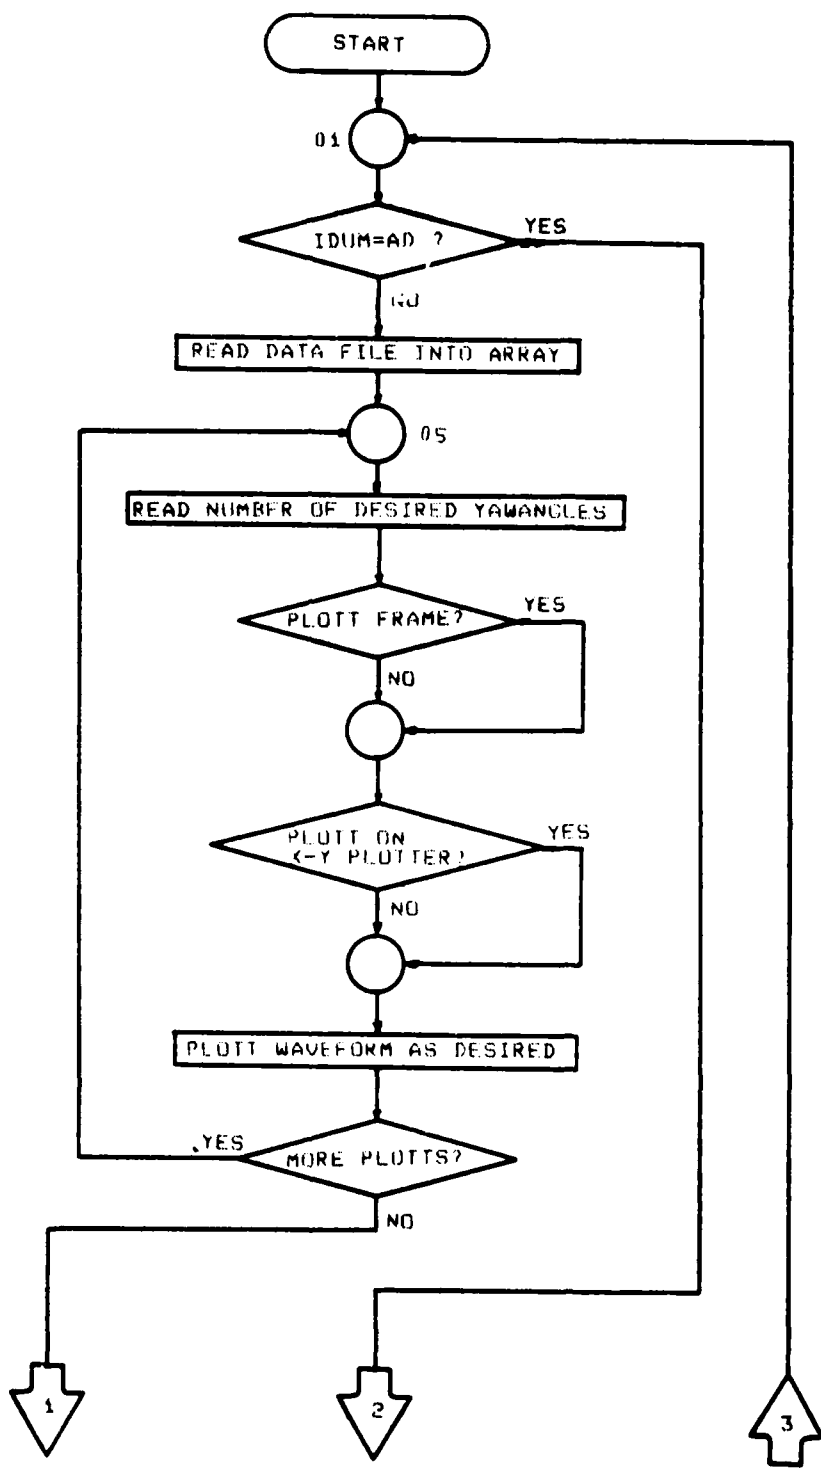 START
01
IDUM=AD ?
YES
NO
READ DATA FILE INTO ARRAY
05
READ NUMBER OF DESIRED YAWANGLES
PLOTT FRAME?
YES
NO
PLOTT ON
X-Y PLOTTER?
YES
NO
PLOTT WAVEFORM AS DESIRED
YES
MORE PLOTTS?
NO
1
2
3